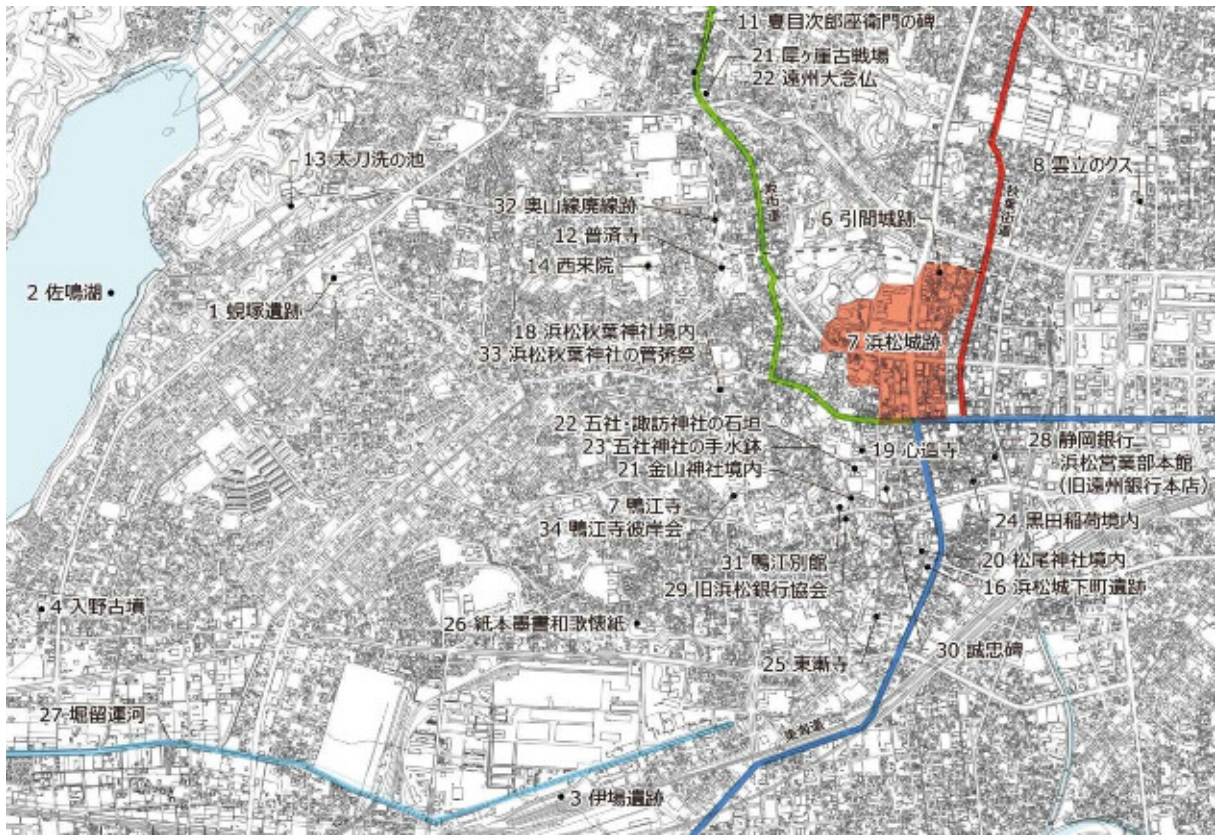 11 夏目次郎座衛門の碑
21 犀ヶ崖古戦場
22 遠州大念仏
13 太刀洗の池
8 雲立のクス
32 奥山線廃線跡
6 引間城跡
12 普済寺
14 西来院
2 佐鳴湖
1 蜆塚遺跡
18 浜松秋葉神社境内
7 浜松城跡
33 浜松秋葉神社の管粥祭
22 五社・諏訪神社の石垣
23 五社神社の手水鉢
19 心造寺
28 静岡銀行
浜松営業部本館
(旧遠州銀行本店)
21 金山神社境内
7 鴨江寺
34 鴨江寺彼岸会
24 黒田稲荷境内
31 鴨江別館
20 松尾神社境内
29 旧浜松銀行協会
16 浜松城下町遺跡
4 入野古墳
26 紙本墨書和歌懐紙
30 誠忠碑
25 東漸寺
27 堀留運河
東海道
3 伊場遺跡